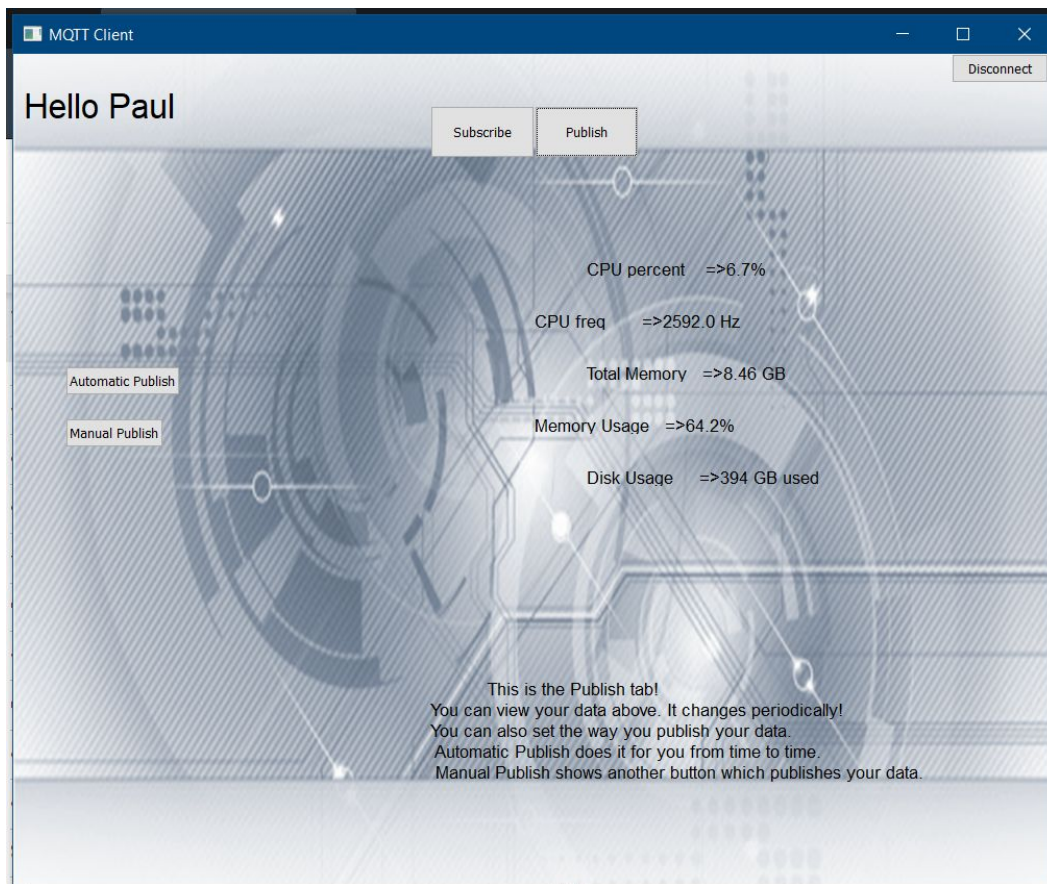 MQTT Client
Disconnect
Hello Paul
Subscribe Publish
CPU percent =>6.7%
CPU freq =>2592.0 Hz
Total Memory =>8.46 GB
Automatic Publish
Memory Usage =>64.2%
Manual Publish
Disk Usage =>394 GB used
This is the Publish tab!
You can view your data above. It changes periodically!
You can also set the way you publish your data.
Automatic Publish does it for you from time to time.
Manual Publish shows another button which publishes your data.